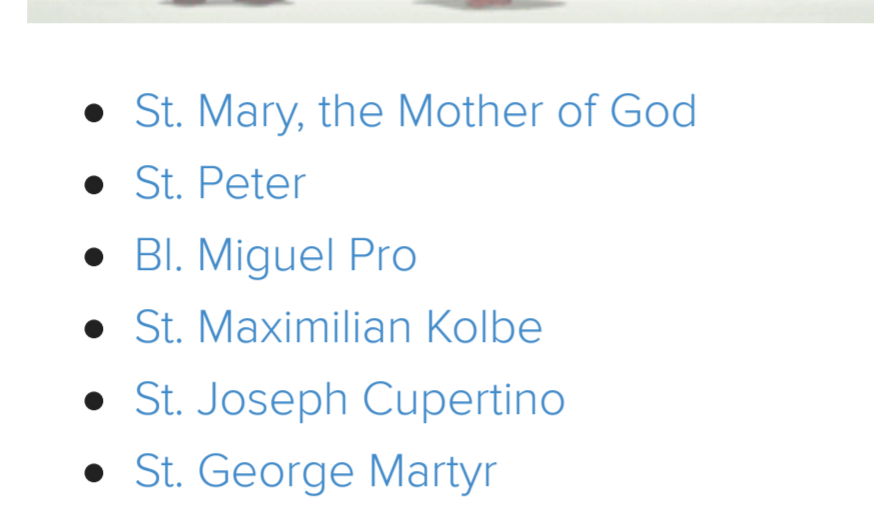 St. Mary, the Mother of God
St. Peter
Bl. Miguel Pro
St. Maximilian Kolbe
St. Joseph Cupertino
St. George Martyr